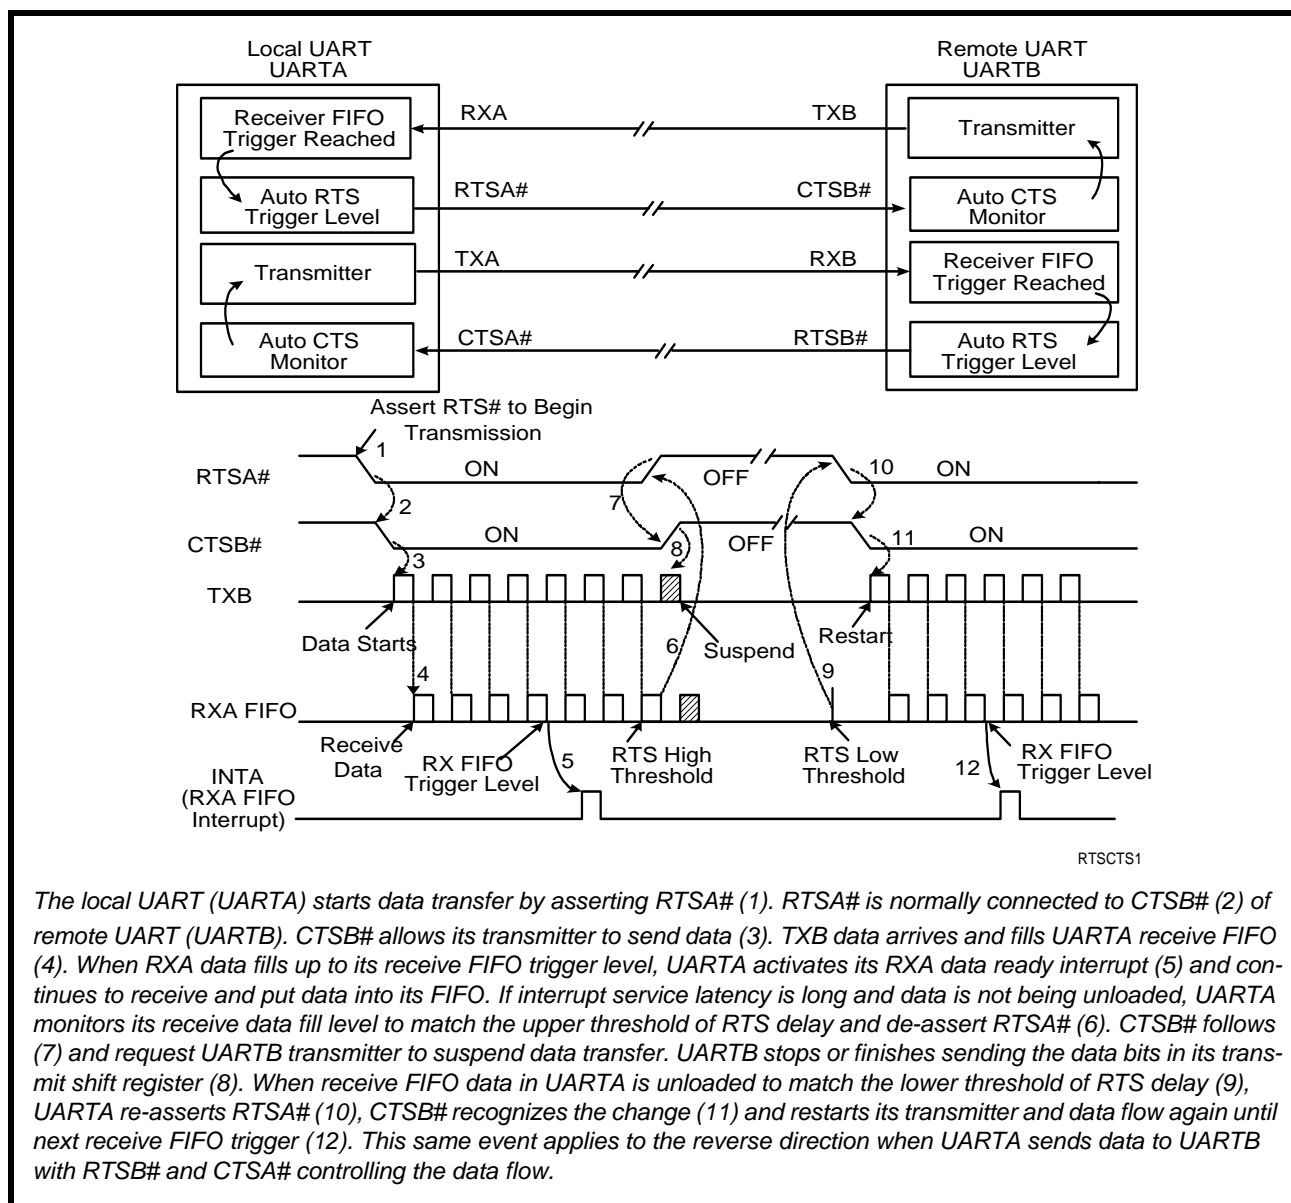 Local UART
UARTA
Remote UART
UARTB
Receiver FIFO
Trigger Reached
RXA
TXB
Transmitter
Auto RTS
Trigger Level
RTSA#
CTSB#
Auto CTS
Monitor
Transmitter
TXA
RXB
Receiver FIFO
Trigger Reached
Auto CTS
Monitor
CTSA#
RTSB#
Auto RTS
Trigger Level
Assert RTS# to Begin
Transmission
1
RTSA#
ON
7
OFF
10
ON
2
CTSB#
ON
8
OFF
11
ON
3
TXB
Data Starts
6
Suspend
Restart
4
9
RXA FIFO
Receive
Data
RX FIFO
Trigger Level
5
RTS High
Threshold
RTS Low
Threshold
12
RX FIFO
Trigger Level
INTA
(RXA FIFO
Interrupt)
RTSCTS1
The local UART (UARTA) starts data transfer by asserting RTSA# (1). RTSA# is normally connected to CTSB# (2) of
remote UART (UARTB). CTSB# allows its transmitter to send data (3). TXB data arrives and fills UARTA receive FIFO
(4). When RXA data fills up to its receive FIFO trigger level, UARTA activates its RXA data ready interrupt (5) and con-
tinues to receive and put data into its FIFO. If interrupt service latency is long and data is not being unloaded, UARTA
monitors its receive data fill level to match the upper threshold of RTS delay and de-assert RTSA# (6). CTSB# follows
(7) and request UARTB transmitter to suspend data transfer. UARTB stops or finishes sending the data bits in its trans-
mit shift register (8). When receive FIFO data in UARTA is unloaded to match the lower threshold of RTS delay (9),
UARTA re-asserts RTSA# (10), CTSB# recognizes the change (11) and restarts its transmitter and data flow again until
next receive FIFO trigger (12). This same event applies to the reverse direction when UARTA sends data to UARTB
with RTSB# and CTSA# controlling the data flow.